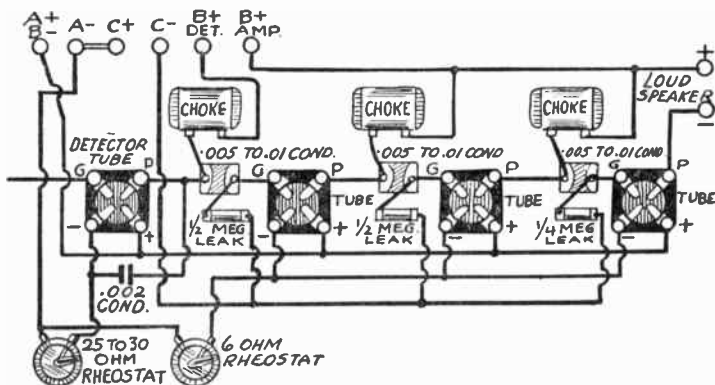 A+
B-
A-
C+
C-
B+
DET.
B+
AMP.
+
LOUD
SPEAKER
-
CHOKE
CHOKE
CHOKE
DETECTOR
TUBE
.005 TO .01 COND.
.005 TO .01 COND
.005 TO .01 COND
G
P
G
P
G
P
G
P
TUBE
TUBE
TUBE
-
+
-
+
-
+
-
+
1/2 MEG
LEAK
1/2 MEG.
LEAK
1/4 MEG
LEAK
.002
COND.
25 TO 30
OHM
RHEOSTAT
6 OHM
RHEOSTAT